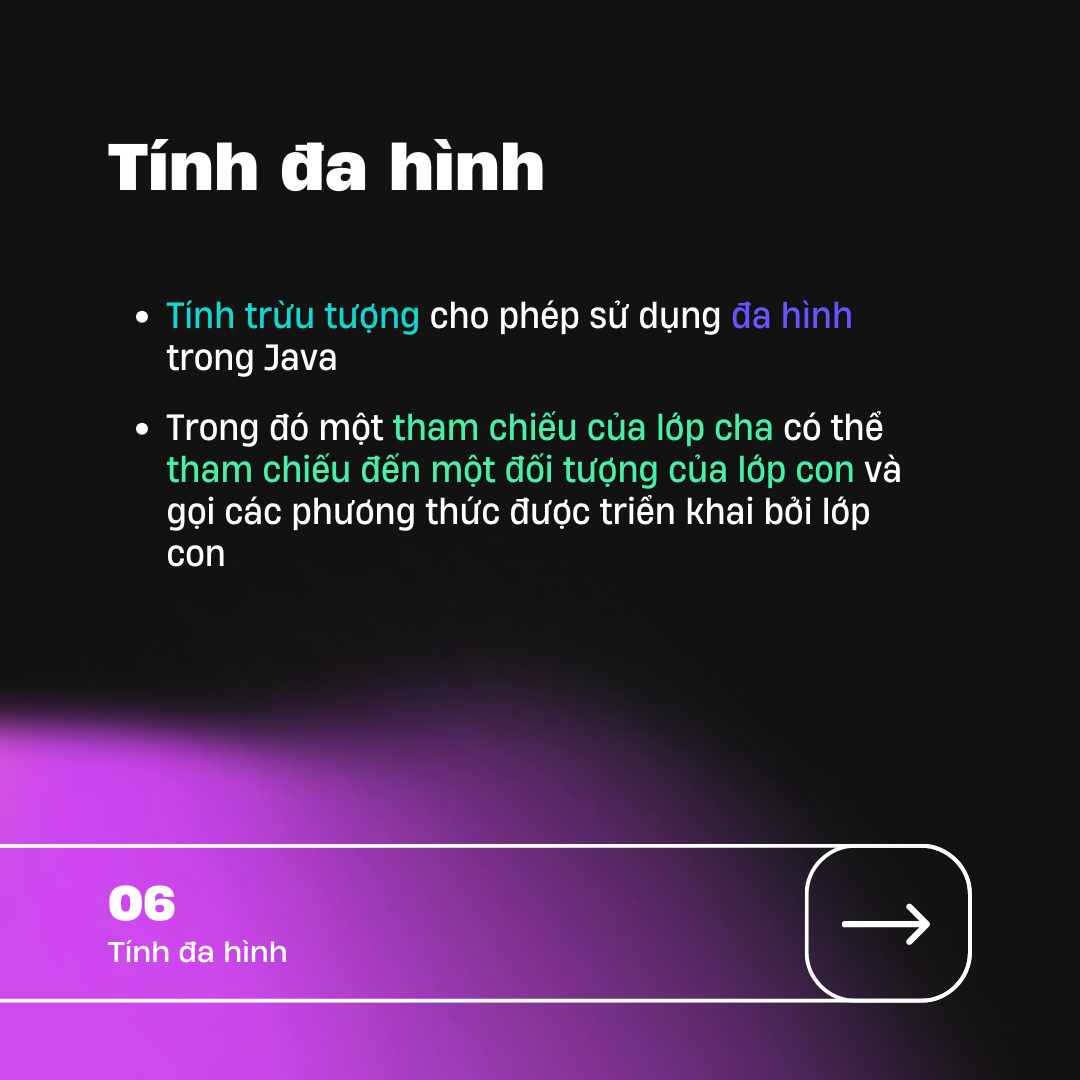 Tính đa hình
• Tính trừu tượng cho phép sử dụng đa hình
trong Java
• Trong đó một tham chiếu của lớp cha có thể
tham chiếu đến một đối tượng của lớp con và
gọi các phương thức được triển khai bởi lớp
con
06
Tính đa hình